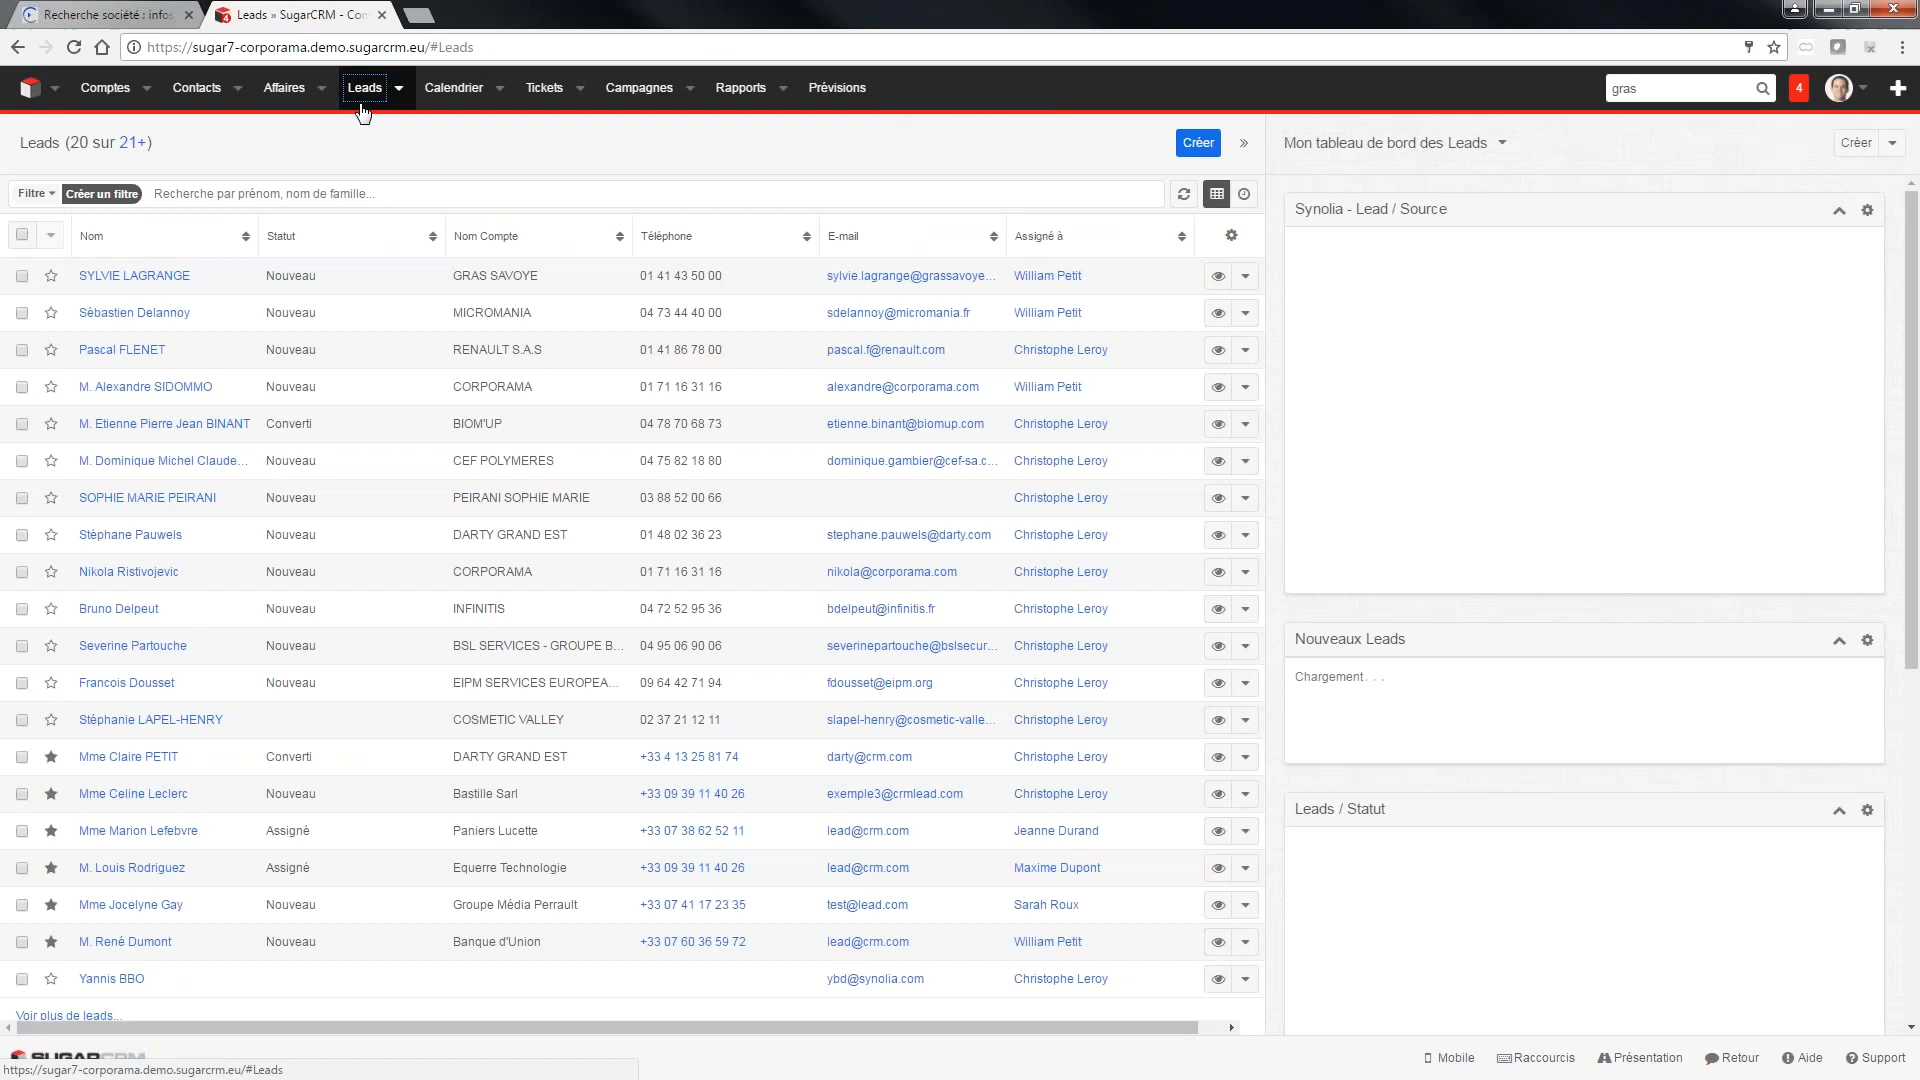 Recherche société : infos
Leads » SugarCRM - Con
https://sugar7-corporama.demo.sugarcrm.eu/#Leads
Comptes Contacts Affaires Leads Calendrier Tickets Campagnes Rapports Prévisions gras 4
Leads (20 sur 21+) Créer » Mon tableau de bord des Leads Créer
Filtre Créer un filtre Recherche par prénom, nom de famille...
Nom Statut Nom Compte Téléphone E-mail Assigné à
SYLVIE LAGRANGE Nouveau GRAS SAVOYE 01 41 43 50 00 sylvie.lagrange@grassavoye... William Petit
Sébastien Delannoy Nouveau MICROMANIA 04 73 44 40 00 sdelannoy@micromania.fr William Petit
Pascal FLENET Nouveau RENAULT S.A.S 01 41 86 78 00 pascal.f@renault.com Christophe Leroy
M. Alexandre SIDOMMO Nouveau CORPORAMA 01 71 16 31 16 alexandre@corporama.com William Petit
M. Etienne Pierre Jean BINANT Converti BIOM'UP 04 78 70 68 73 etienne.binant@biomup.com Christophe Leroy
M. Dominique Michel Claude... Nouveau CEF POLYMERES 04 75 82 18 80 dominique.gambier@cef-sa.c... Christophe Leroy
SOPHIE MARIE PEIRANI Nouveau PEIRANI SOPHIE MARIE 03 88 52 00 66 Christophe Leroy
Stéphane Pauwels Nouveau DARTY GRAND EST 01 48 02 36 23 stephane.pauwels@darty.com Christophe Leroy
Nikola Ristivojevic Nouveau CORPORAMA 01 71 16 31 16 nikola@corporama.com Christophe Leroy
Bruno Delpeut Nouveau INFINITIS 04 72 52 95 36 bdelpeut@infinitis.fr Christophe Leroy
Severine Partouche Nouveau BSL SERVICES - GROUPE B... 04 95 06 90 06 severinepartouche@bslsecur... Christophe Leroy
Francois Dousset Nouveau EIPM SERVICES EUROPEA... 09 64 42 71 94 fdousset@eipm.org Christophe Leroy
Stéphanie LAPEL-HENRY COSMETIC VALLEY 02 37 21 12 11 slapel-henry@cosmetic-valle... Christophe Leroy
Mme Claire PETIT Converti DARTY GRAND EST +33 4 13 25 81 74 darty@crm.com Christophe Leroy
Mme Celine Leclerc Nouveau Bastille Sarl +33 09 39 11 40 26 exemple3@crmlead.com Christophe Leroy
Mme Marion Lefebvre Assigné Paniers Lucette +33 07 38 62 52 11 lead@crm.com Jeanne Durand
M. Louis Rodriguez Assigné Equerre Technologie +33 09 39 11 40 26 lead@crm.com Maxime Dupont
Mme Jocelyne Gay Nouveau Groupe Média Perrault +33 07 41 17 23 35 test@lead.com Sarah Roux
M. René Dumont Nouveau Banque d'Union +33 07 60 36 59 72 lead@crm.com William Petit
Yannis BBO ybd@synolia.com Christophe Leroy
Voir plus de leads...
Synolia - Lead / Source
Nouveaux Leads
Chargement . . .
Leads / Statut
SUGARCRM
Mobile Raccourcis Présentation Retour Aide Support
https://sugar7-corporama.demo.sugarcrm.eu/#Leads